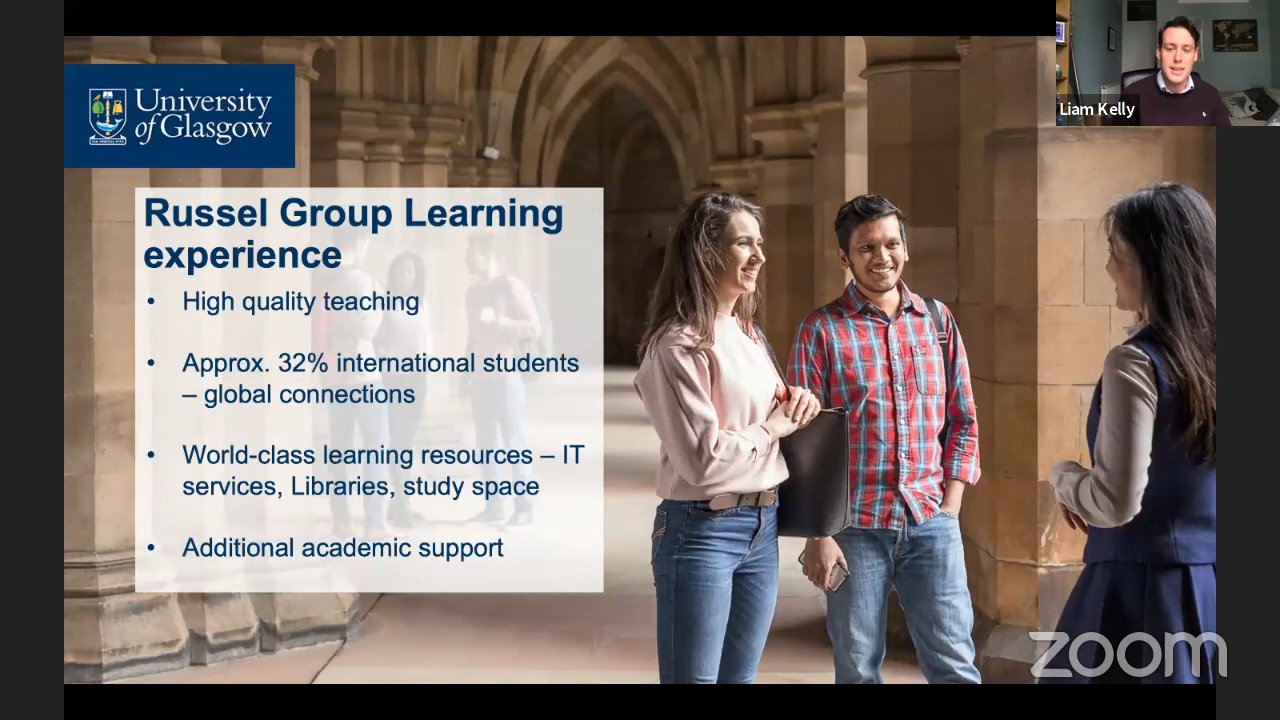 University
of Glasgow
Liam Kelly
Russel Group Learning
experience
• High quality teaching
• Approx. 32% international students
– global connections
• World-class learning resources – IT
services, Libraries, study space
• Additional academic support
zoom